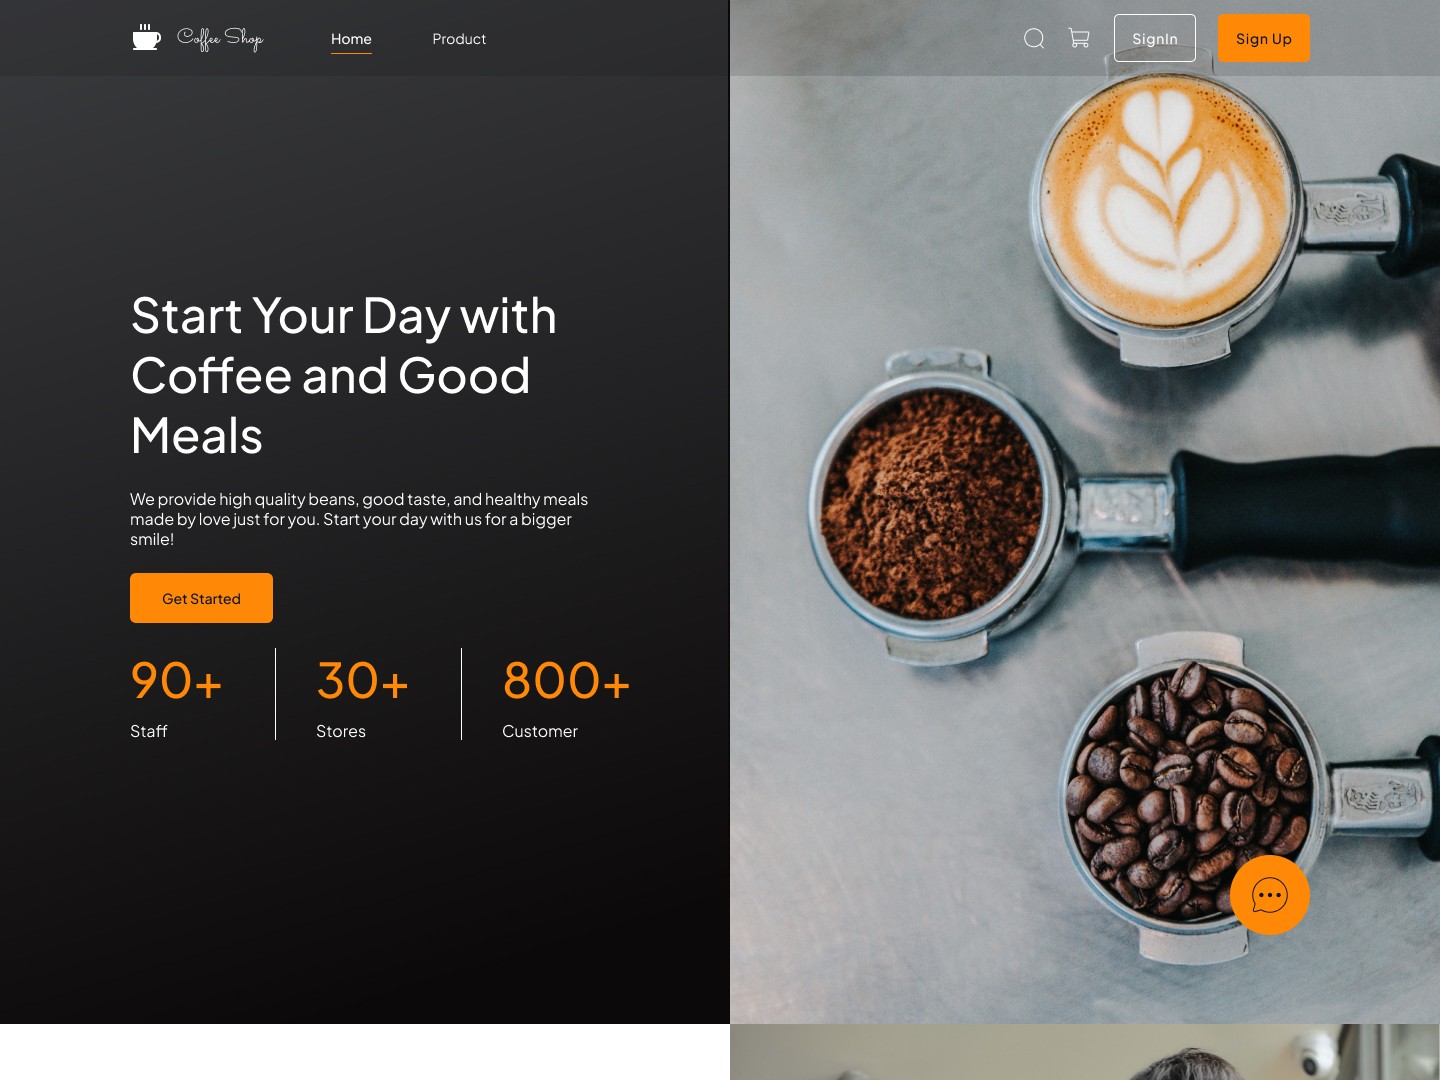 Coffee Shop
Home
Product
SignIn
Sign Up
Start Your Day with
Coffee and Good
Meals
We provide high quality beans, good taste, and healthy meals
made by love just for you. Start your day with us for a bigger
smile!
Get Started
90+
30+
800+
Staff
Stores
Customer